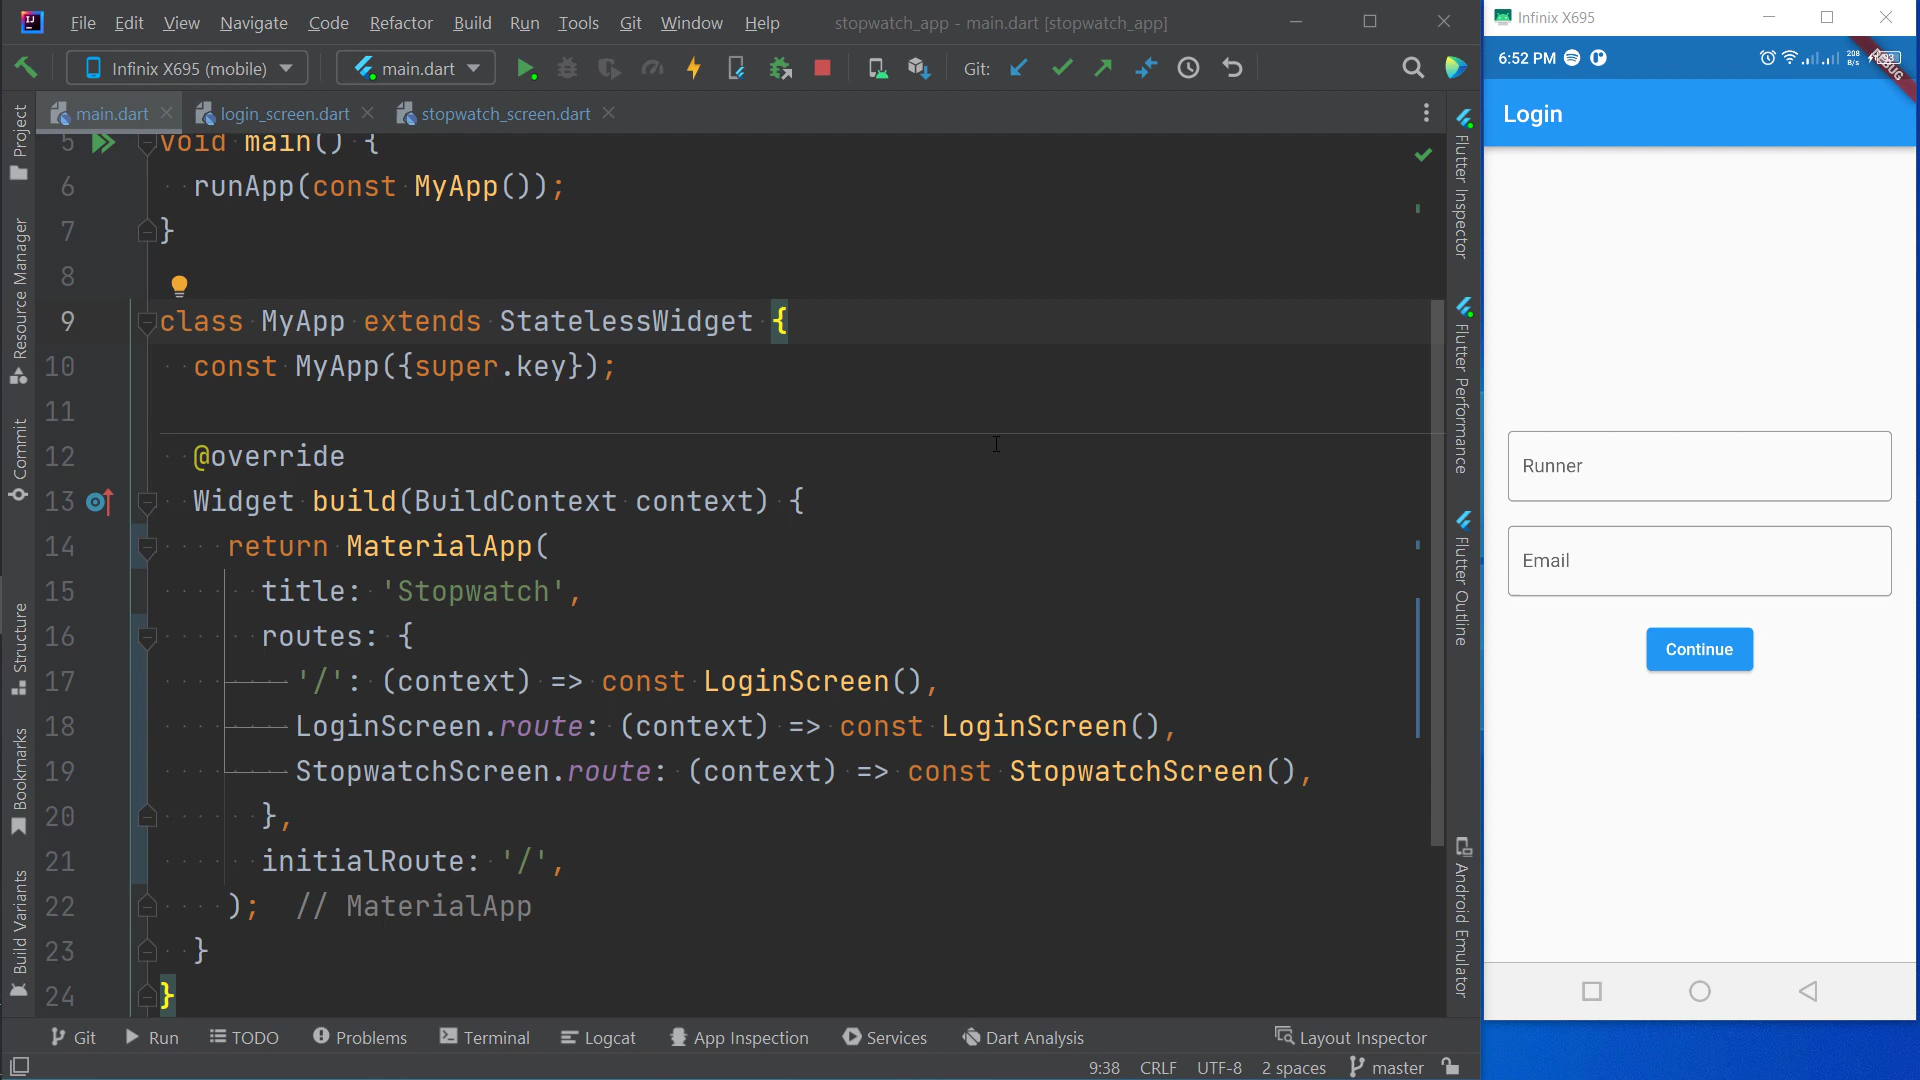 File Edit View Navigate Code Refactor Build Run Tools Git Window Help stopwatch_app - main.dart [stopwatch_app]
Infinix X695 (mobile) main.dart Git:
main.dart login_screen.dart stopwatch_screen.dart
5 void main() {
6 runApp(const MyApp());
7 }
8
9 class MyApp extends StatelessWidget {
10 const MyApp({super.key});
11
12 @override
13 Widget build(BuildContext context) {
14 return MaterialApp(
15 title: 'Stopwatch',
16 routes: {
17 '/': (context) => const LoginScreen(),
18 LoginScreen.route: (context) => const LoginScreen(),
19 StopwatchScreen.route: (context) => const StopwatchScreen(),
20 },
21 initialRoute: '/',
22 ); // MaterialApp
23 }
24 }
Project
Resource Manager
Commit
Structure
Bookmarks
Build Variants
Flutter Inspector
Flutter Performance
Flutter Outline
Android Emulator
Git Run TODO Problems Terminal Logcat App Inspection Services Dart Analysis Layout Inspector
9:38 CRLF UTF-8 2 spaces master
Infinix X695
6:52 PM 208 B/s
DEBUG
Login
Runner
Email
Continue